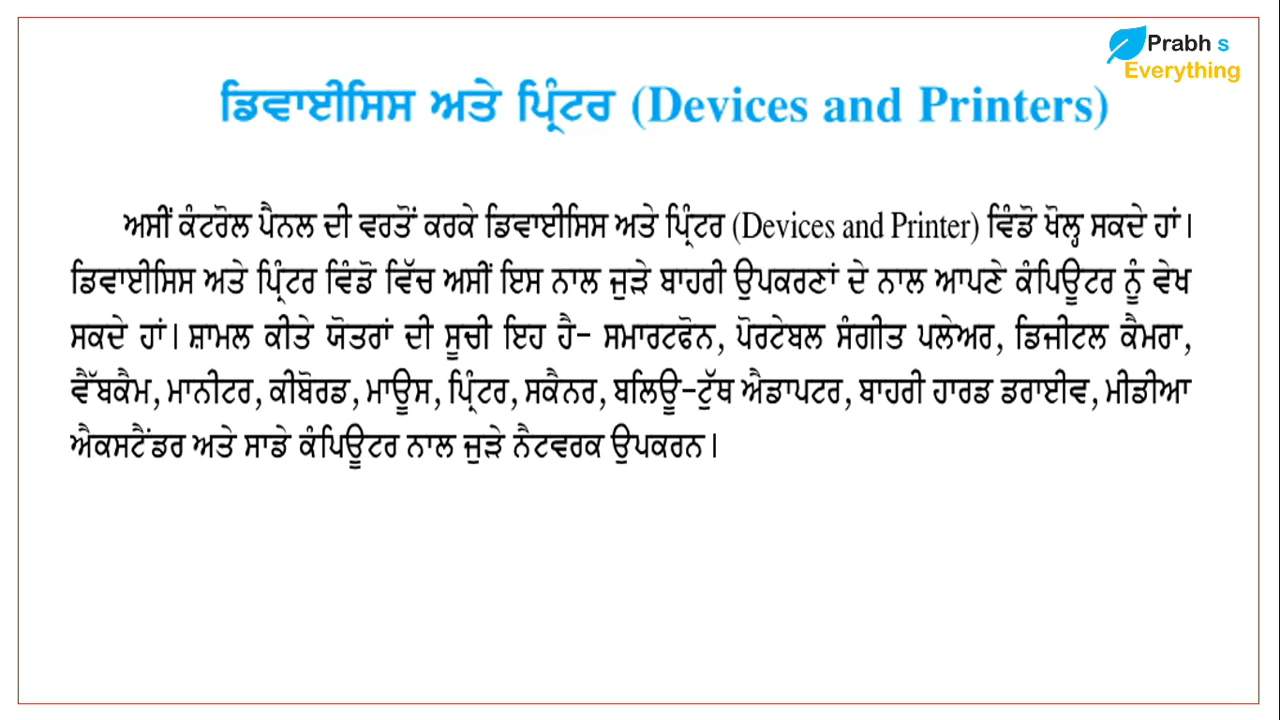 Prabh s
Everything
ਡਿਵਾਈਸਿਸ ਅਤੇ ਪ੍ਰਿੰਟਰ (Devices and Printers)
ਅਸੀਂ ਕੰਟਰੋਲ ਪੈਨਲ ਦੀ ਵਰਤੋਂ ਕਰਕੇ ਡਿਵਾਈਸਿਸ ਅਤੇ ਪ੍ਰਿੰਟਰ (Devices and Printer) ਵਿੰਡੋ ਖੋਲ੍ਹ ਸਕਦੇ ਹਾਂ।
ਡਿਵਾਈਸਿਸ ਅਤੇ ਪ੍ਰਿੰਟਰ ਵਿੰਡੋ ਵਿੱਚ ਅਸੀਂ ਇਸ ਨਾਲ ਜੁੜੇ ਬਾਹਰੀ ਉਪਕਰਣਾਂ ਦੇ ਨਾਲ ਆਪਣੇ ਕੰਪਿਊਟਰ ਨੂੰ ਵੇਖ
ਸਕਦੇ ਹਾਂ। ਸ਼ਾਮਲ ਕੀਤੇ ਯੋਤਰਾਂ ਦੀ ਸੂਚੀ ਇਹ ਹੈ- ਸਮਾਰਟਫੋਨ, ਪੋਰਟੇਬਲ ਸੰਗੀਤ ਪਲੇਅਰ, ਡਿਜੀਟਲ ਕੈਮਰਾ,
ਵੈੱਬਕੈਮ, ਮਾਨੀਟਰ, ਕੀਬੋਰਡ, ਮਾਊਸ, ਪ੍ਰਿੰਟਰ, ਸਕੈਨਰ, ਬਲਿਊ-ਟੁੱਥ ਐਡਾਪਟਰ, ਬਾਹਰੀ ਹਾਰਡ ਡਰਾਈਵ, ਮੀਡੀਆ
ਐਕਸਟੈਂਡਰ ਅਤੇ ਸਾਡੇ ਕੰਪਿਊਟਰ ਨਾਲ ਜੁੜੇ ਨੈਟਵਰਕ ਉਪਕਰਨ।